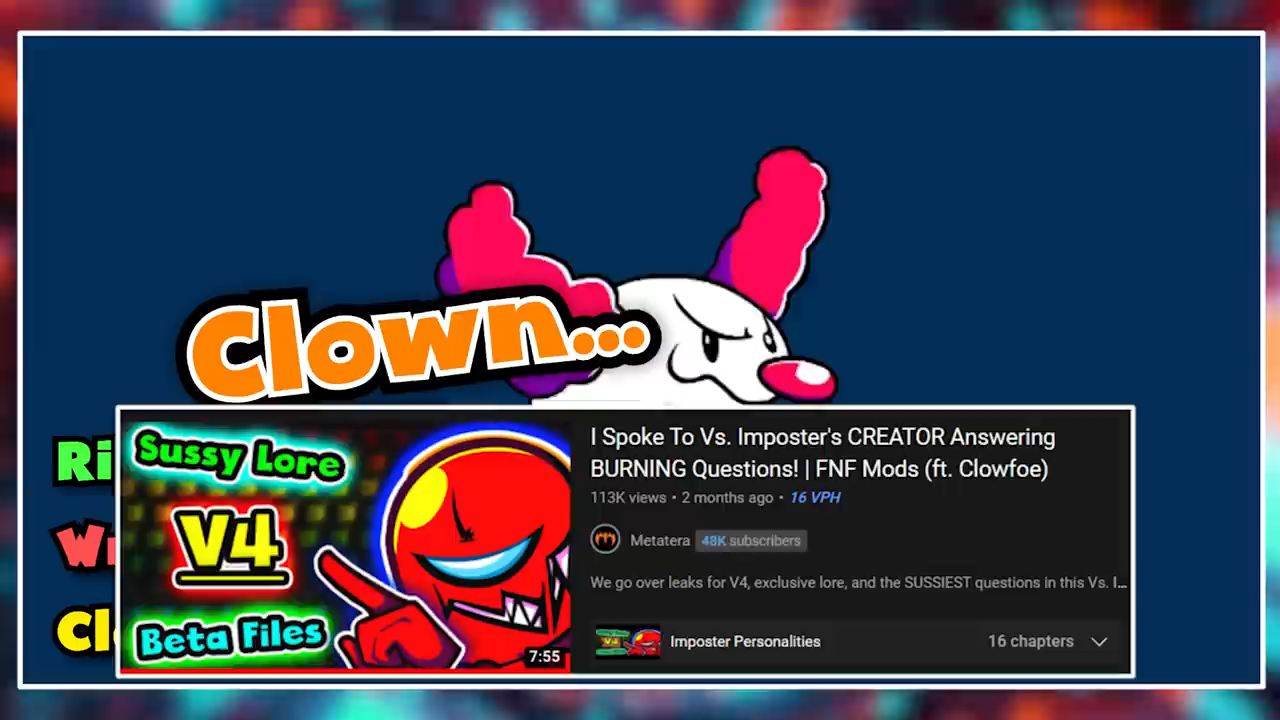 Clown...
Sussy Lore
V4
Beta Files
7:55
I Spoke To Vs. Imposter's CREATOR Answering
BURNING Questions! | FNF Mods (ft. Clowfoe)
113K views • 2 months ago • 16 VPH
Metatera 48K subscribers
We go over leaks for V4, exclusive lore, and the SUSSIEST questions in this Vs. I...
Imposter Personalities 16 chapters